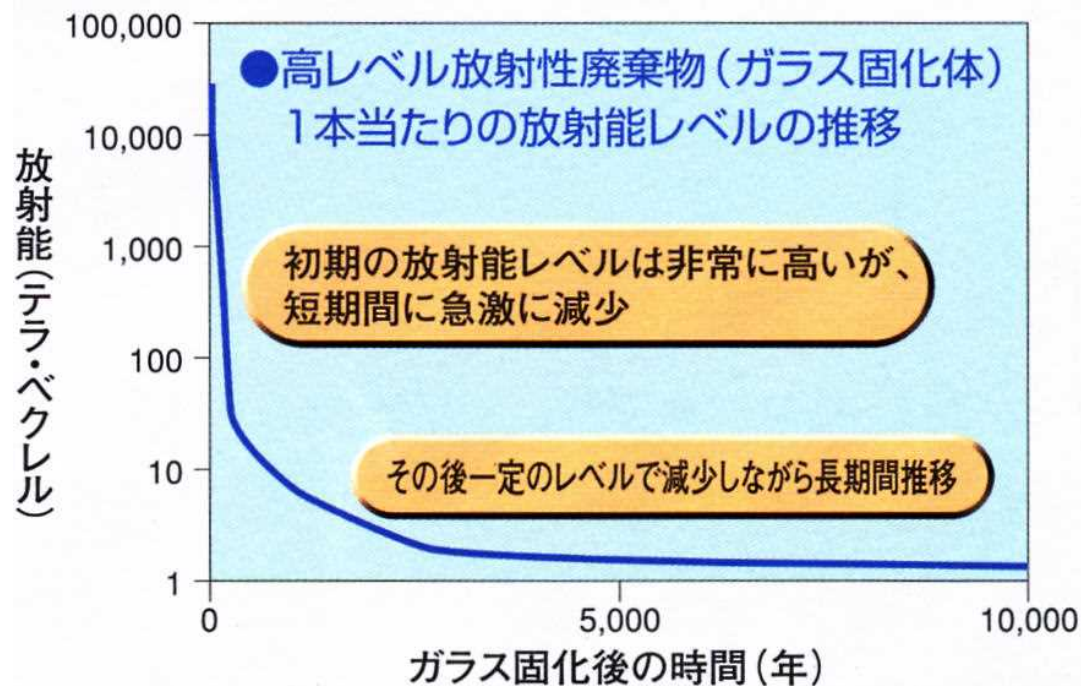 ●高レベル放射性廃棄物(ガラス固化体)
1本当たりの放射能レベルの推移
放射能(テラ・ベクレル)
100,000
10,000
1,000
100
10
1
初期の放射能レベルは非常に高いが、
短期間に急激に減少
その後一定のレベルで減少しながら長期間推移
0
5,000
10,000
ガラス固化後の時間(年)